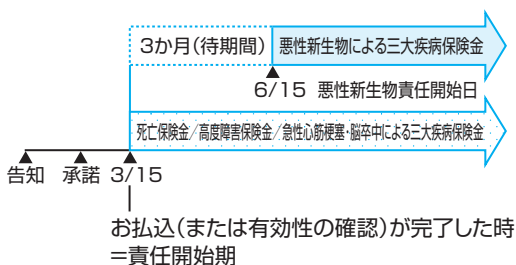 3か月(待期間) 悪性新生物による三大疾病保険金
6/15 悪性新生物責任開始日
死亡保険金/高度障害保険金/急性心筋梗塞・脳卒中による三大疾病保険金
告知 承諾 3/15
お払込(または有効性の確認)が完了した時
=責任開始期